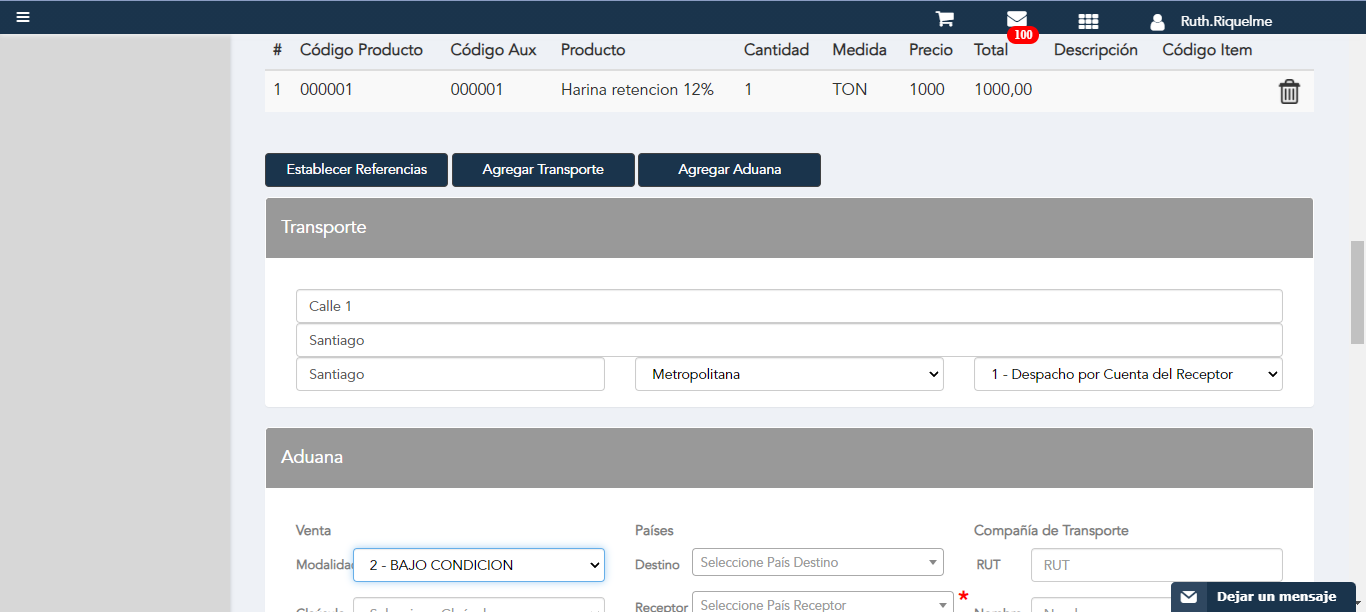 Ruth.Riquelme
100
# Código Producto Código Aux Producto Cantidad Medida Precio Total Descripción Código Item
1 000001 000001 Harina retencion 12% 1 TON 1000 1000,00
Establecer Referencias Agregar Transporte Agregar Aduana
Transporte
Calle 1
Santiago
Santiago Metropolitana 1 - Despacho por Cuenta del Receptor
Aduana
Venta Países Compañía de Transporte
Modalidad 2 - BAJO CONDICION Destino Seleccione País Destino RUT RUT
Receptor Seleccione País Receptor *
Dejar un mensaje